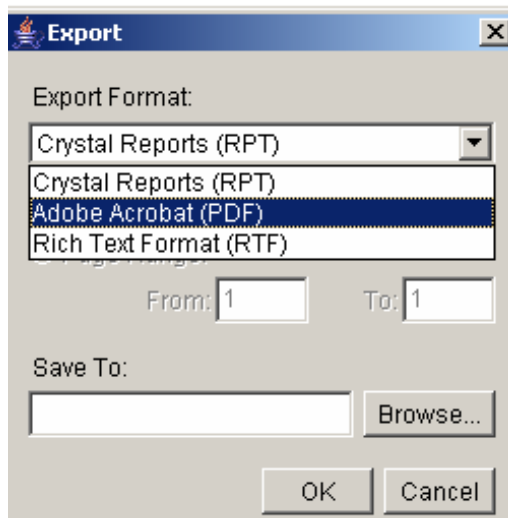 Export
Export Format:
Crystal Reports (RPT)
Crystal Reports (RPT)
Adobe Acrobat (PDF)
Rich Text Format (RTF)
From: 1 To: 1
Save To:
Browse...
OK Cancel